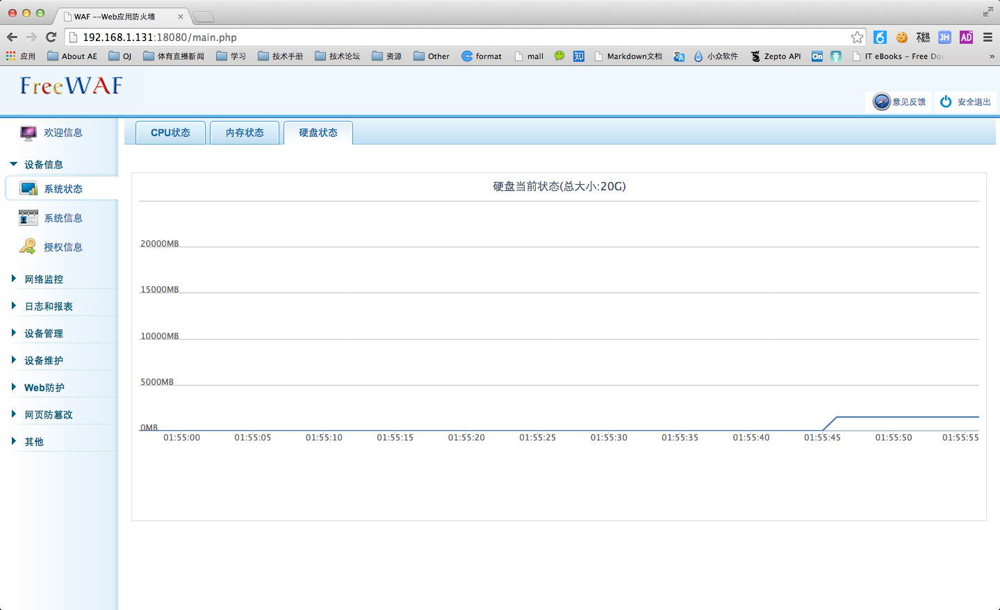 WAF --Web应用防火墙
192.168.1.131:18080/main.php
应用 About AE OJ 体育直播新闻 学习 技术手册 技术论坛 资源 Other format mall 知 Markdown文档 小众软件 Zepto API On IT eBooks - Free Dow »
JH AD
FreeWAF
意见反馈 安全退出
欢迎信息
设备信息
系统状态
系统信息
授权信息
网络监控
日志和报表
设备管理
设备维护
Web防护
网页防篡改
其他
CPU状态 内存状态 硬盘状态
硬盘当前状态(总大小:20G)
20000MB
15000MB
10000MB
5000MB
0MB
01:55:00 01:55:05 01:55:10 01:55:15 01:55:20 01:55:25 01:55:30 01:55:35 01:55:40 01:55:45 01:55:50 01:55:55